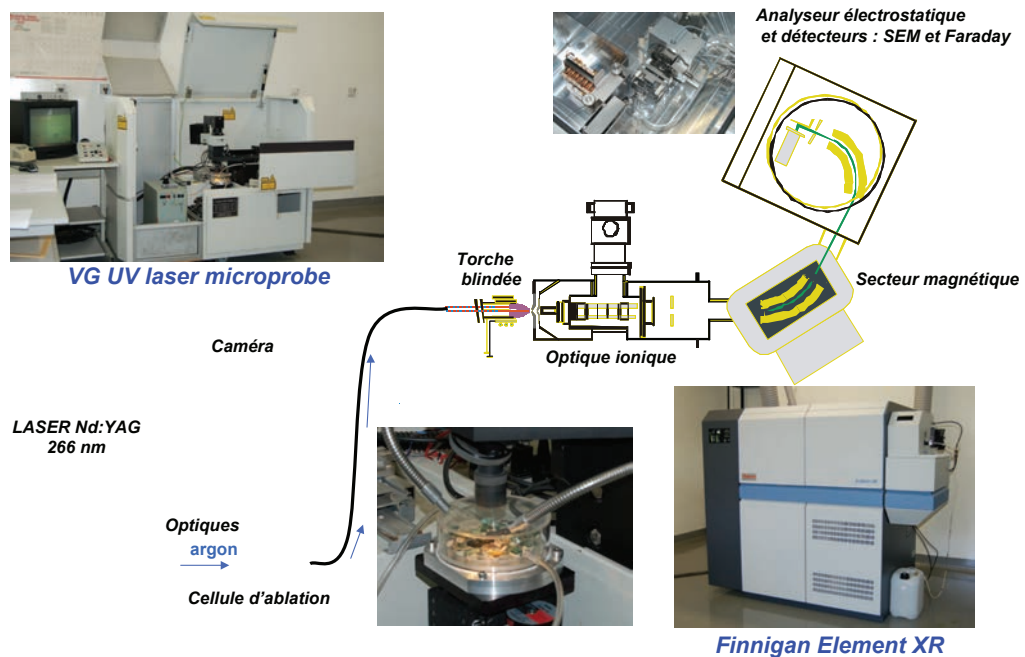 Analyseur électrostatique
et détecteurs : SEM et Faraday
VG UV laser microprobe
Torche
blindée
Secteur magnétique
Optique ionique
Caméra
LASER Nd:YAG
266 nm
Optiques
argon
Cellule d'ablation
Finnigan Element XR